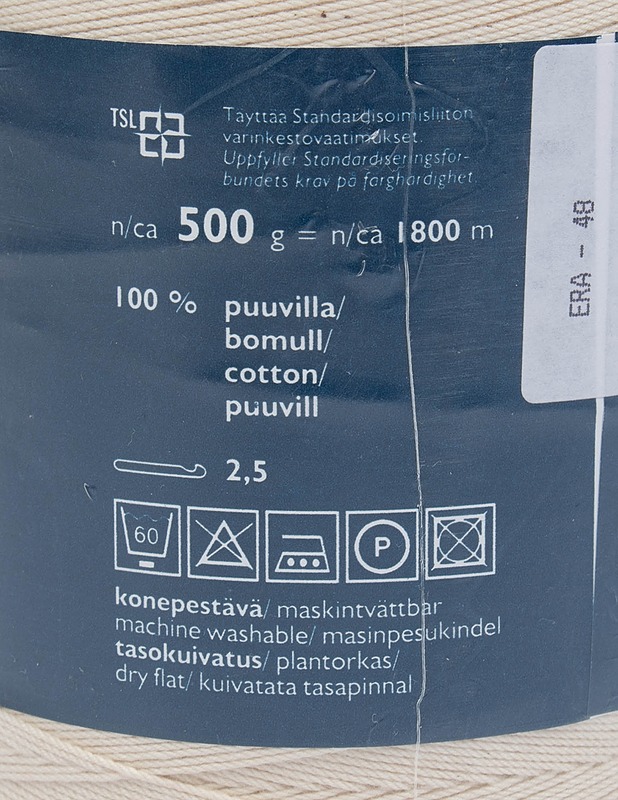 TSL
Täyttää Standardisoimisliiton
värinkestovaatimukset.
Uppfyller Standardiseringsför-
bundets krav på färghärdighet.
n/ca 500 g = n/ca 1800 m
100 % puuvilla/
bomull/
cotton/
puuvill
2,5
60
P
konepestävä/ maskintvättbar
machine washable/ masinpesukindel
tasokuivatus/ plantorkas/
dry flat/ kuivatata tasapinnal
ERA - 48